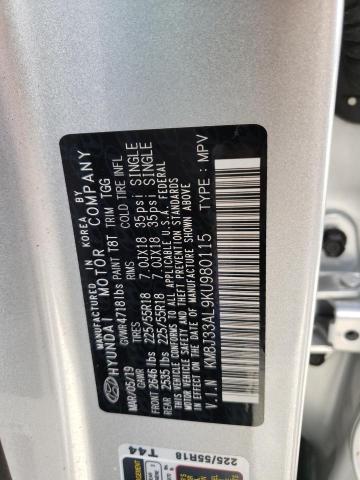 MANUFACTURED IN KOREA BY
HYUNDAI MOTOR COMPANY
MAR/05/19 GVWR 4718lbs PAINT T8T TRIM TGG
GAWR TIRES RIMS COLD TIRE INFL
FRONT 2646 lbs 225/55R18 7.0JX18 35psi SINGLE
REAR 2535 lbs 225/55R18 7.0JX18 35psi SINGLE
THIS VEHICLE CONFORMS TO ALL APPLICABLE U.S.A. FEDERAL
MOTOR VEHICLE SAFETY, BUMPER, AND THEFT PREVENTION STANDARDS
IN EFFECT ON THE DATE OF MANUFACTURE SHOWN ABOVE
V.I.N : KM8J33AL9KU980115 TYPE : MPV
225/55R18
T44